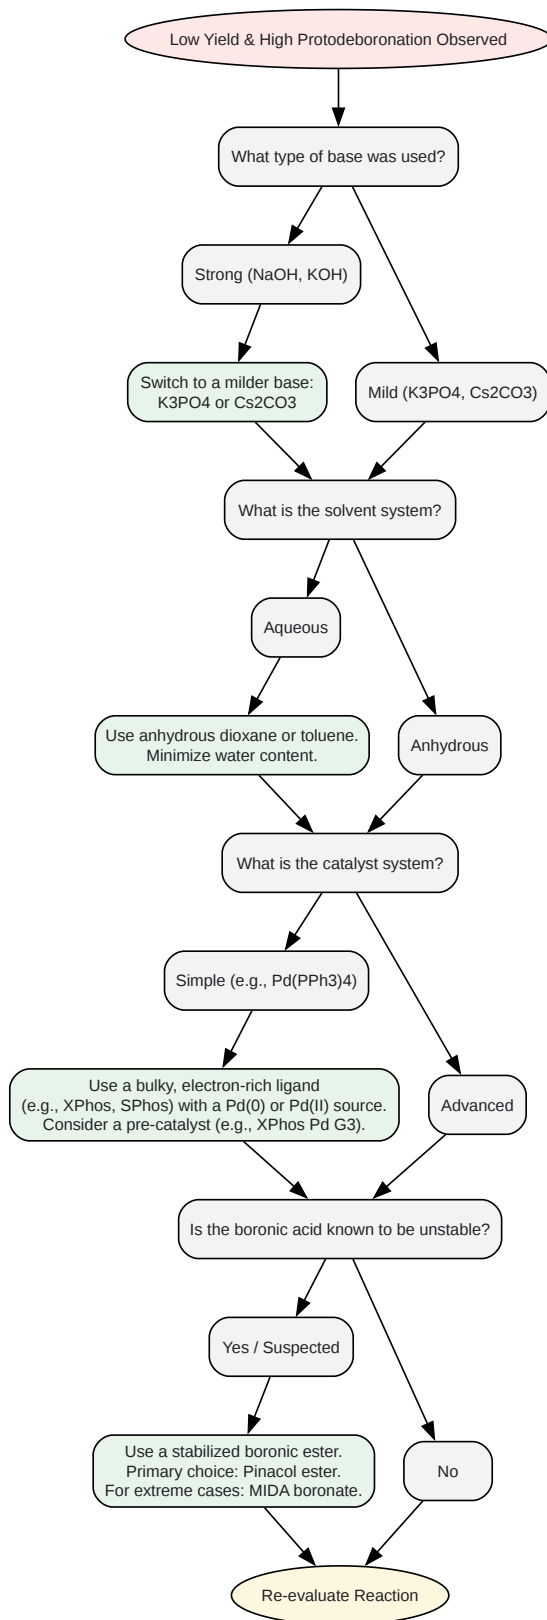 Low Yield & High Protodeboronation Observed
What type of base was used?
Strong (NaOH, KOH)
Switch to a milder base:
K3PO4 or Cs2CO3
Mild (K3PO4, Cs2CO3)
What is the solvent system?
Aqueous
Use anhydrous dioxane or toluene.
Minimize water content.
Anhydrous
What is the catalyst system?
Simple (e.g., Pd(PPh3)4)
Use a bulky, electron-rich ligand
(e.g., XPhos, SPhos) with a Pd(0) or Pd(II) source.
Consider a pre-catalyst (e.g., XPhos Pd G3).
Advanced
Is the boronic acid known to be unstable?
Yes / Suspected
Use a stabilized boronic ester.
Primary choice: Pinacol ester.
For extreme cases: MIDA boronate.
No
Re-evaluate Reaction